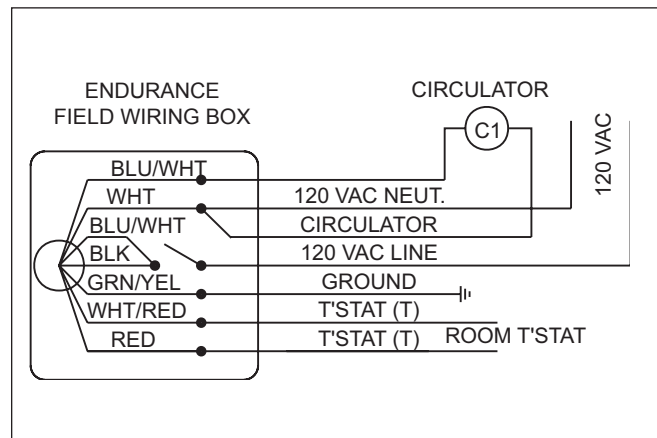 ENDURANCE
FIELD WIRING BOX
CIRCULATOR
C1
120 VAC
BLU/WHT
WHT
120 VAC NEUT.
BLU/WHT
CIRCULATOR
BLK
120 VAC LINE
GRN/YEL
GROUND
WHT/RED
T'STAT (T)
ROOM T'STAT
RED
T'STAT (T)